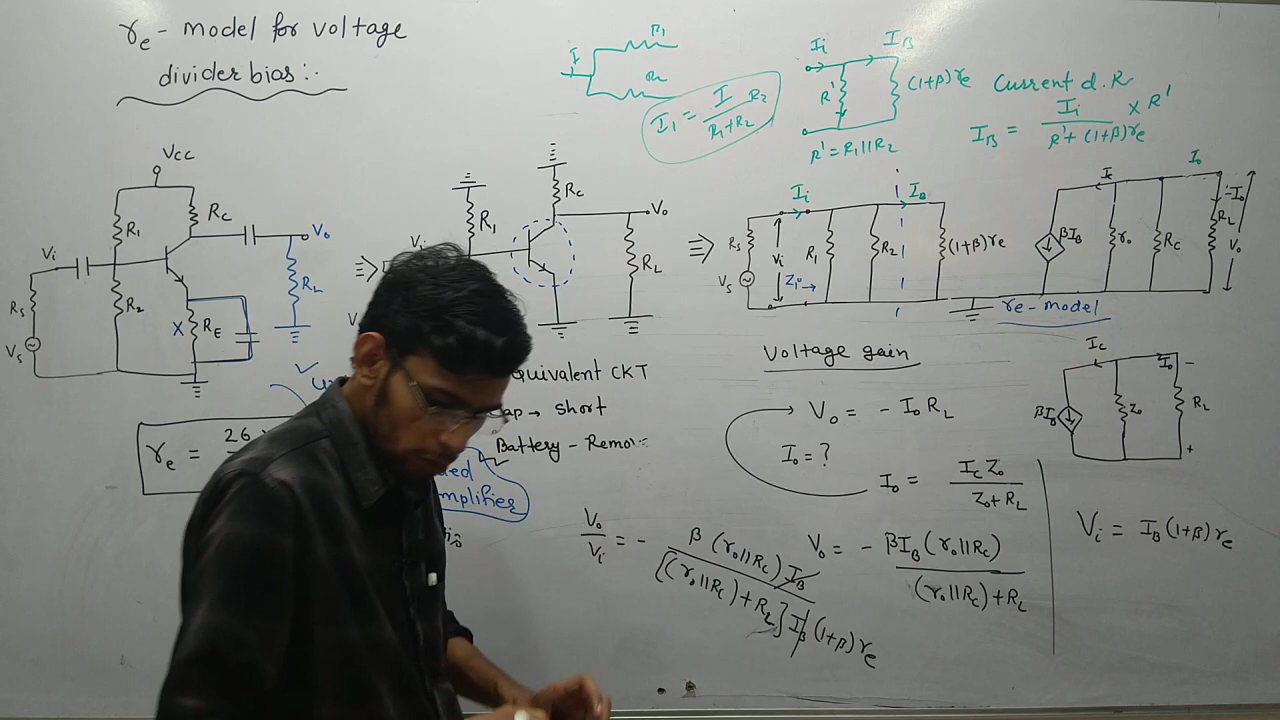 re - model for voltage
divider bias :-
I
R1
I1 = I R2 / R1+R2
Ii
IB
R'
(1+β)re
R' = R1||R2
Current d. R
IB = Ii / R'+(1+β)re × R'
Vcc
R1
RC
Vi
Vo
RS
R2
X
RE
RL
VS
⇒
Vi
R1
RC
Vo
RL
⇒
Ii
IB
RS
Vi
VS
Zi →
R1
R2
(1+β)re
IC
Io
βIB
ro
RC
-Io
RL
Vo
re - model
re = 26
quivalent CKT
ap → short
Battery - Remo
ed
mplifier
Voltage gain
Vo = - Io RL
Io = ?
Io = IC Zo / Zo+RL
Vo = - βIB (ro||RC) / (ro||RC)+RL
Vo/Vi = - β (ro||RC) IB / [(ro||RC)+RL] IB (1+β)re
IC
Io
-
βIB
Zo
RL
+
Vi = IB (1+β)re